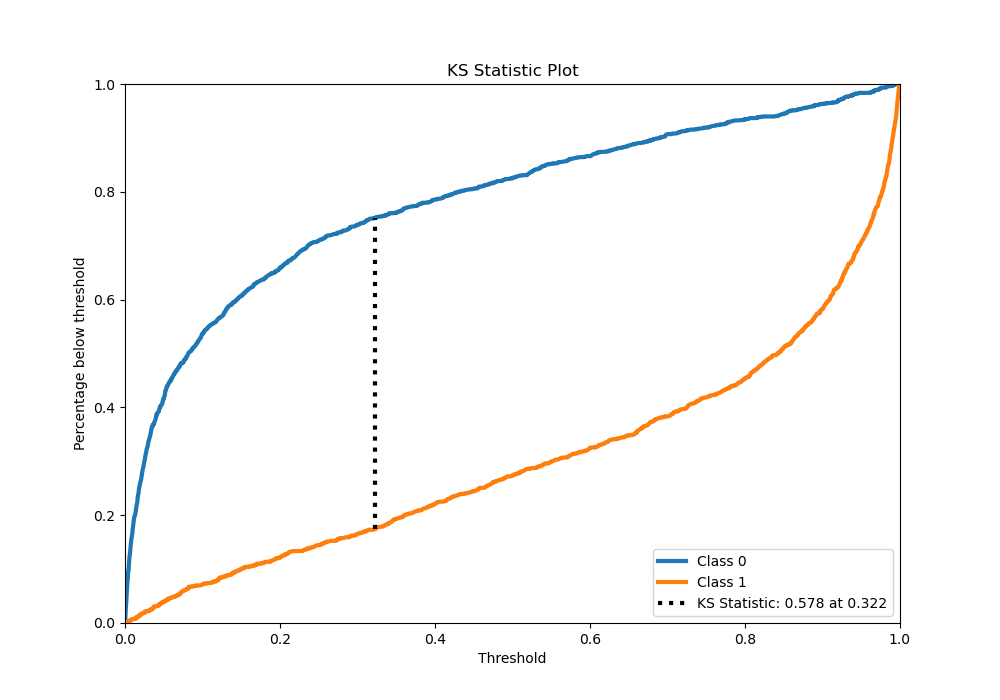 KS Statistic Plot
1.0
0.8
0.6
0.4
0.2
0.0
Percentage below threshold
0.0 0.2 0.4 0.6 0.8 1.0
Threshold
Class 0
Class 1
KS Statistic: 0.578 at 0.322